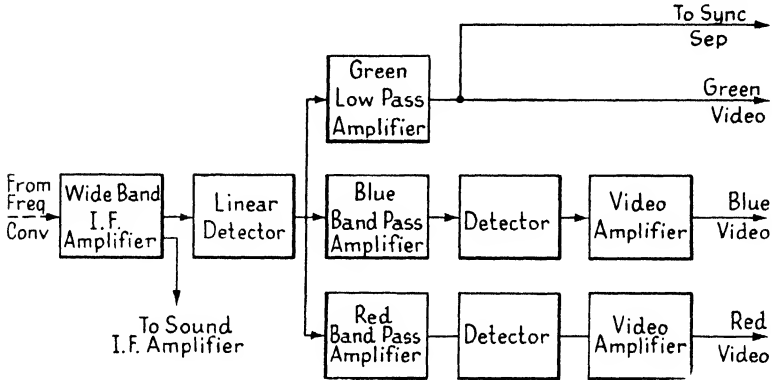 To Sync
Sep
Green
Low Pass
Amplifier
Green
Video
From
Freq
Conv
Wide Band
I.F.
Amplifier
Linear
Detector
Blue
Band Pass
Amplifier
Detector
Video
Amplifier
Blue
Video
To Sound
I.F. Amplifier
Red
Band Pass
Amplifier
Detector
Video
Amplifier
Red
Video